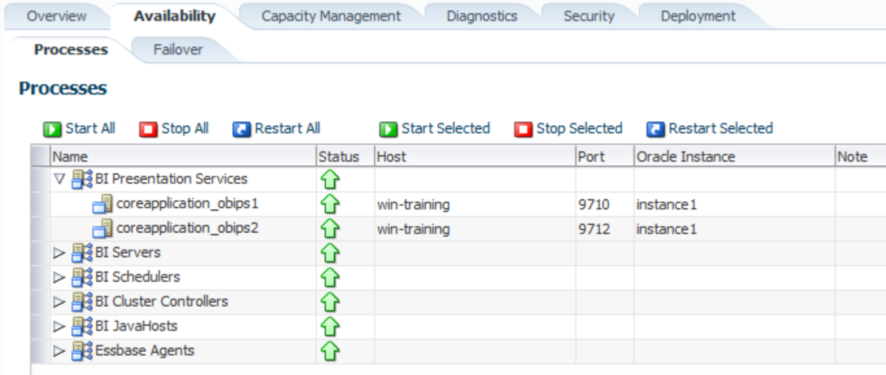 Overview Availability Capacity Management Diagnostics Security Deployment
Processes Failover
Processes
Start All Stop All Restart All Start Selected Stop Selected Restart Selected
Name Status Host Port Oracle Instance Note
BI Presentation Services
coreapplication_obips1 win-training 9710 instance1
coreapplication_obips2 win-training 9712 instance1
BI Servers
BI Schedulers
BI Cluster Controllers
BI JavaHosts
Essbase Agents